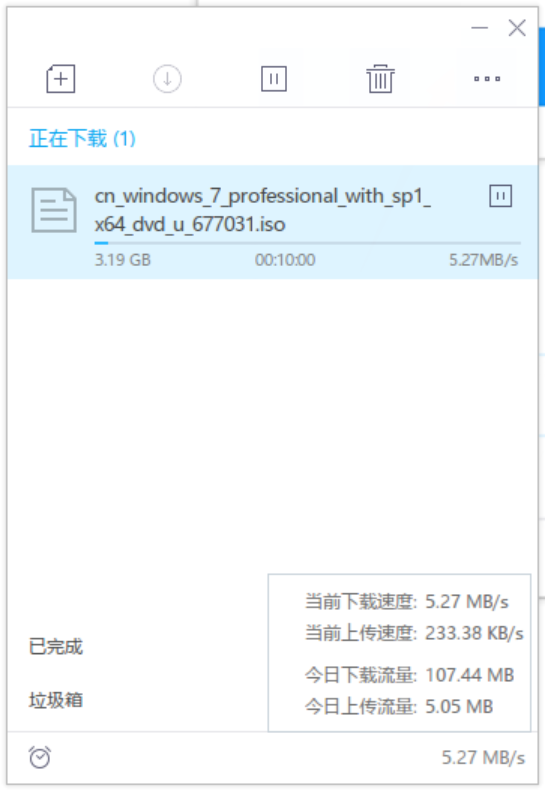 正在下载 (1)
cn_windows_7_professional_with_sp1_
x64_dvd_u_677031.iso
3.19 GB 00:10:00 5.27MB/s
当前下载速度: 5.27 MB/s
当前上传速度: 233.38 KB/s
今日下载流量: 107.44 MB
今日上传流量: 5.05 MB
已完成
垃圾箱
5.27 MB/s